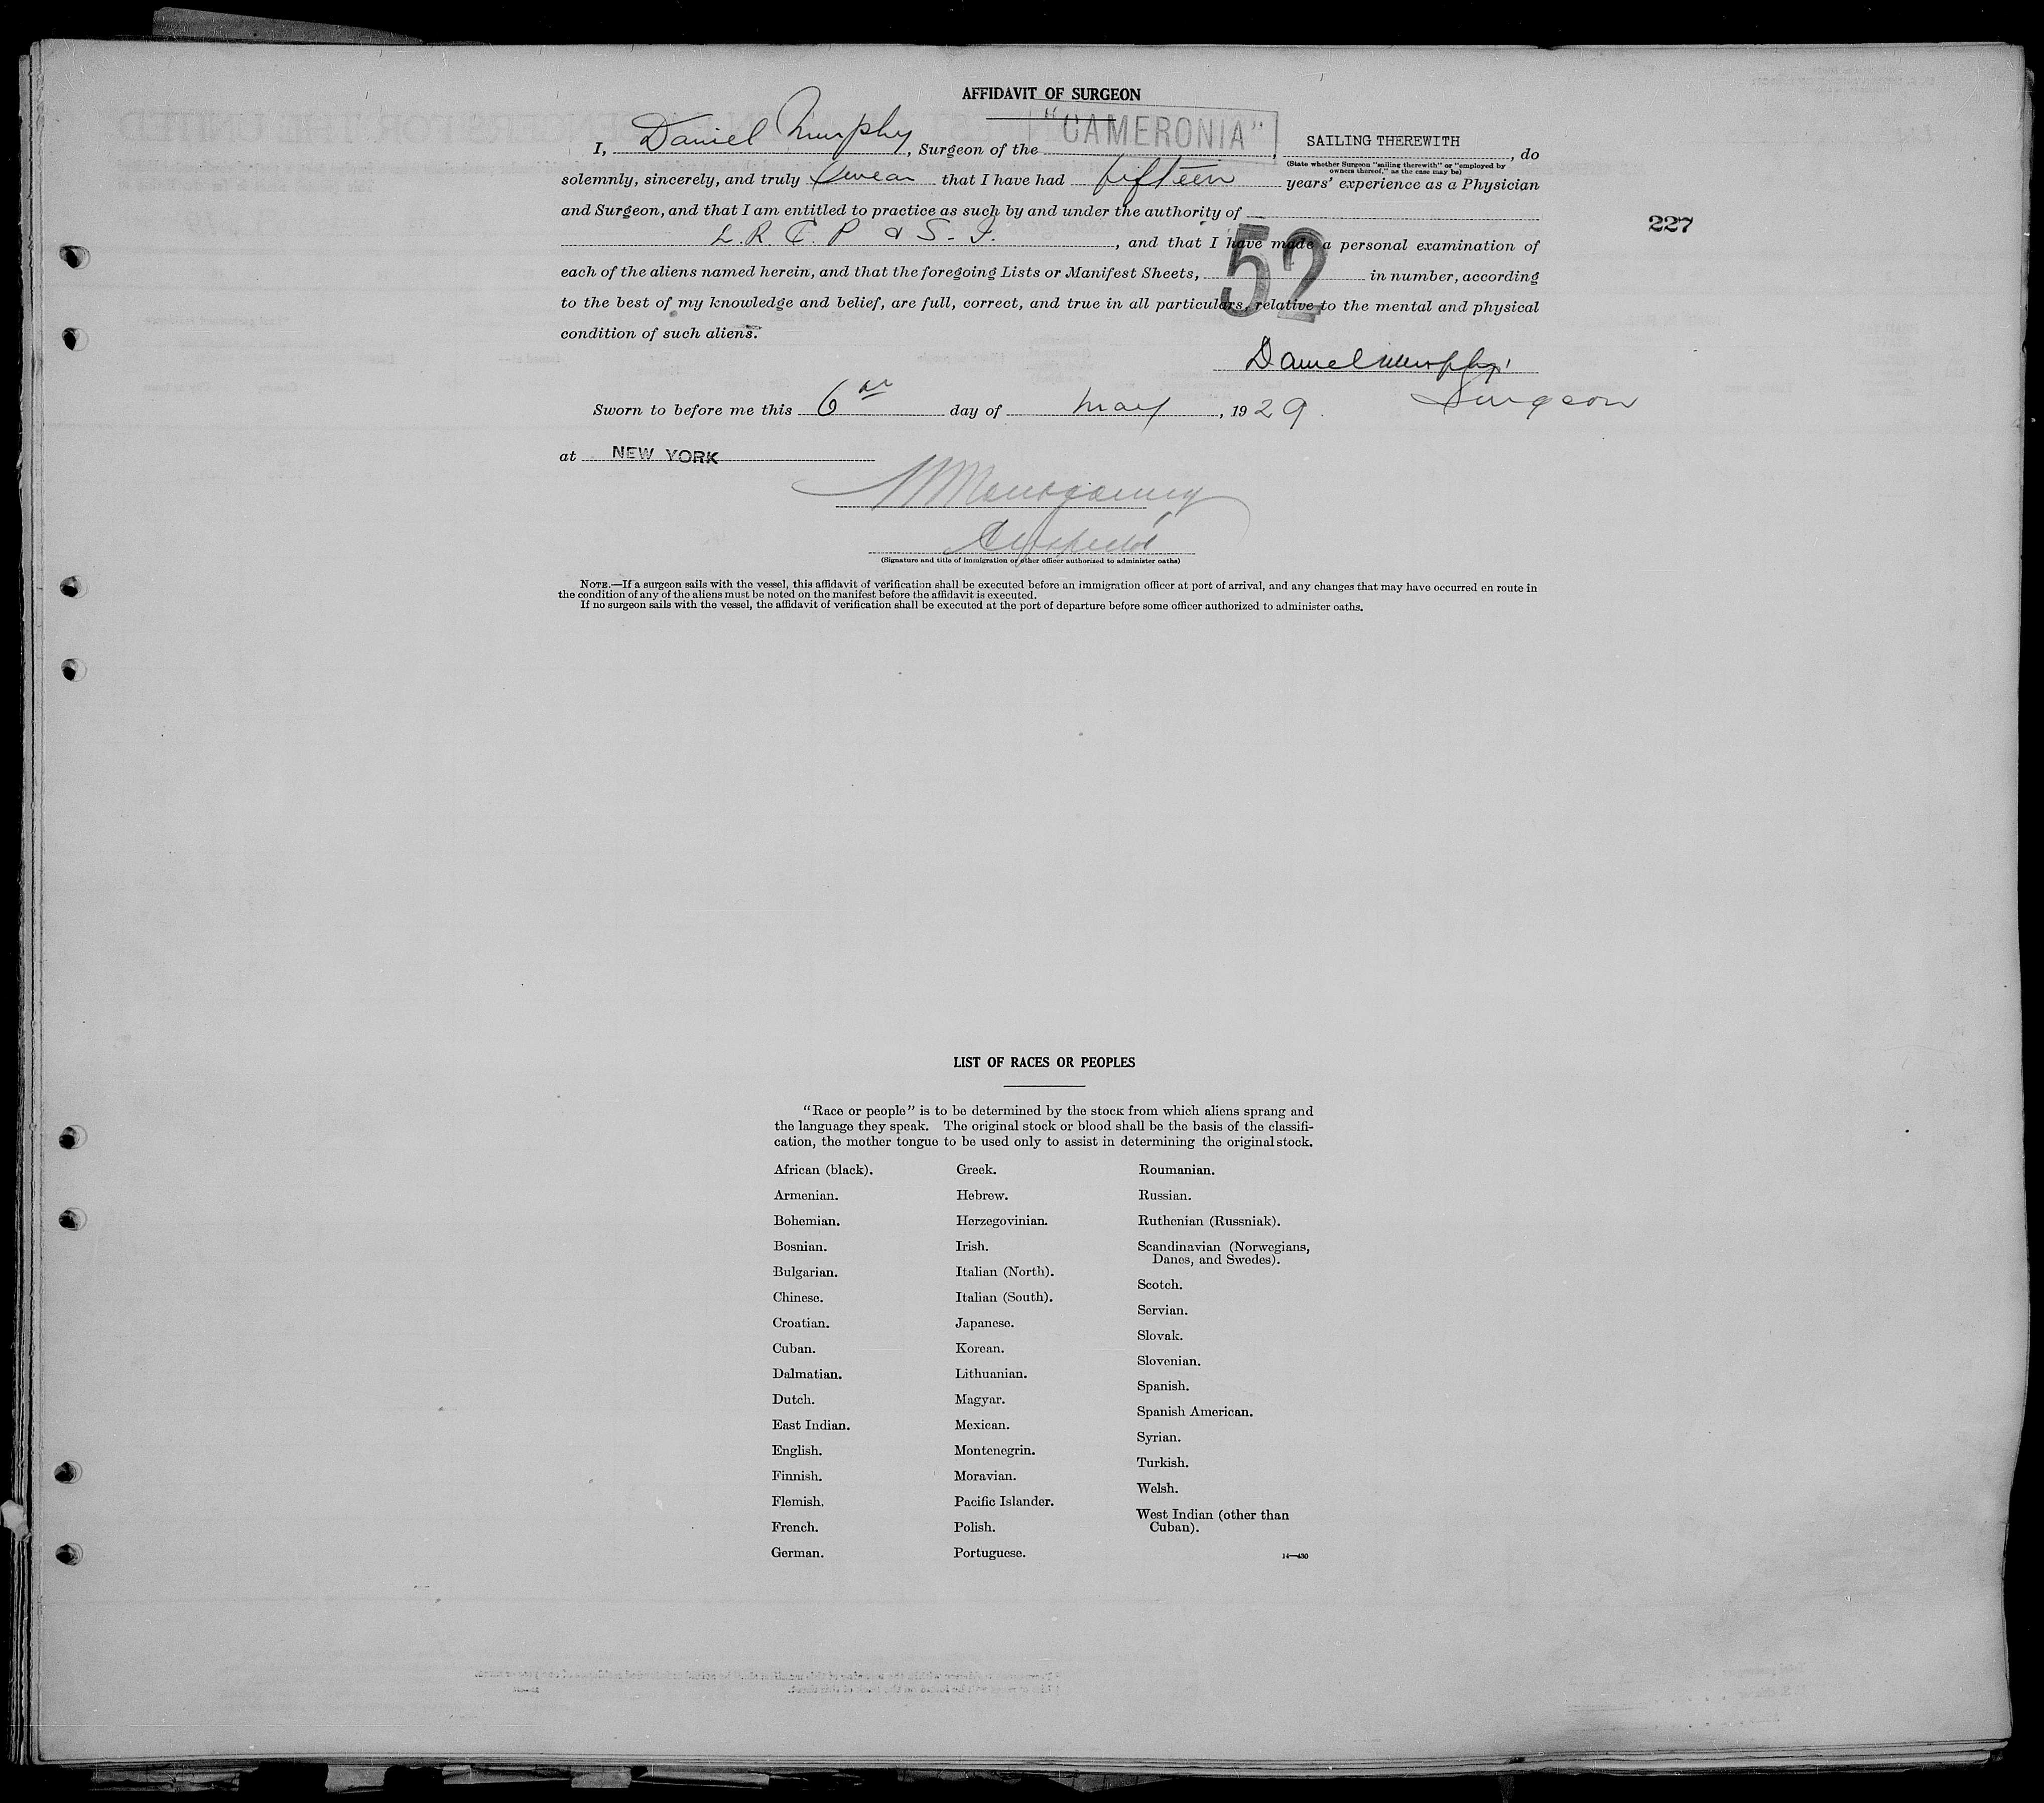 AFFIDAVIT OF SURGEON
I, Daniel Murphy, Surgeon of the "CAMERONIA", SAILING THEREWITH, do
(State whether Surgeon "sailing therewith" or "employed by
owners thereof," as the case may be)
solemnly, sincerely, and truly swear that I have had fifteen years' experience as a Physician
and Surgeon, and that I am entitled to practice as such by and under the authority of
227
L. R. C. P & S. I., and that I have made a personal examination of
each of the aliens named herein, and that the foregoing Lists or Manifest Sheets, 52 in number, according
to the best of my knowledge and belief, are full, correct, and true in all particulars, relative to the mental and physical
condition of such aliens.
Daniel Murphy
Surgeon
Sworn to before me this 6 day of May, 1929.
at NEW YORK
Montgomery
(Signature and title of immigration or other officer authorized to administer oaths)
NOTE.—If a surgeon sails with the vessel, this affidavit of verification shall be executed before an immigration officer at port of arrival, and any changes that may have occurred en route in
the condition of any of the aliens must be noted on the manifest before the affidavit is executed.
If no surgeon sails with the vessel, the affidavit of verification shall be executed at the port of departure before some officer authorized to administer oaths.
LIST OF RACES OR PEOPLES
"Race or people" is to be determined by the stock from which aliens sprang and
the language they speak. The original stock or blood shall be the basis of the classifi-
cation, the mother tongue to be used only to assist in determining the original stock.
African (black).
Armenian.
Bohemian.
Bosnian.
Bulgarian.
Chinese.
Croatian.
Cuban.
Dalmatian.
Dutch.
East Indian.
English.
Finnish.
Flemish.
French.
German.
Greek.
Hebrew.
Herzegovinian.
Irish.
Italian (North).
Italian (South).
Japanese.
Korean.
Lithuanian.
Magyar.
Mexican.
Montenegrin.
Moravian.
Pacific Islander.
Polish.
Portuguese.
Roumanian.
Russian.
Ruthenian (Russniak).
Scandinavian (Norwegians,
Danes, and Swedes).
Scotch.
Servian.
Slovak.
Slovenian.
Spanish.
Spanish American.
Syrian.
Turkish.
Welsh.
West Indian (other than
Cuban).
14—430